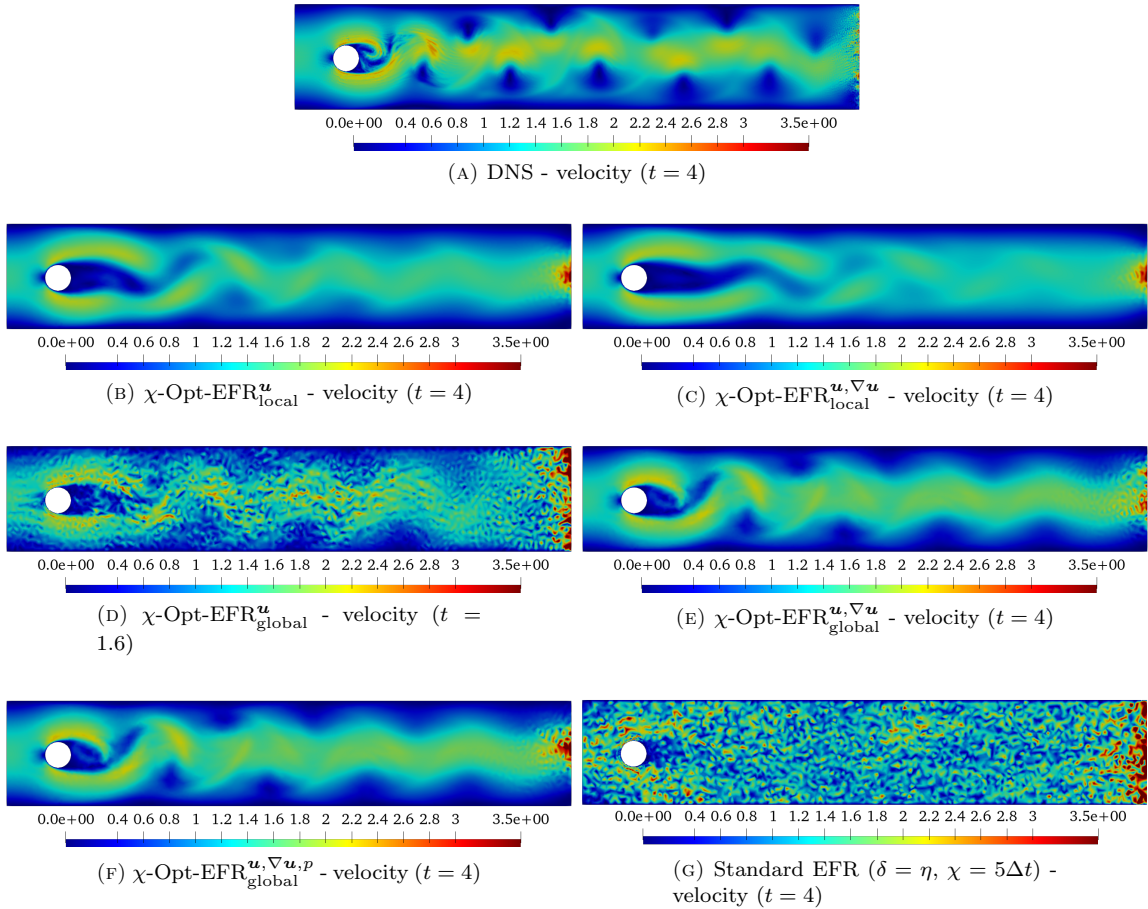 0.0e+00 0.4 0.6 0.8 1 1.2 1.4 1.6 1.8 2 2.2 2.4 2.6 2.8 3 3.5e+00
(A) DNS - velocity (t = 4)
0.0e+00 0.4 0.6 0.8 1 1.2 1.4 1.6 1.8 2 2.2 2.4 2.6 2.8 3 3.5e+00
(B) χ-Opt-EFR^{u}_{local} - velocity (t = 4)
0.0e+00 0.4 0.6 0.8 1 1.2 1.4 1.6 1.8 2 2.2 2.4 2.6 2.8 3 3.5e+00
(C) χ-Opt-EFR^{u,∇u}_{local} - velocity (t = 4)
0.0e+00 0.4 0.6 0.8 1 1.2 1.4 1.6 1.8 2 2.2 2.4 2.6 2.8 3 3.5e+00
(D) χ-Opt-EFR^{u}_{global} - velocity (t =
1.6)
0.0e+00 0.4 0.6 0.8 1 1.2 1.4 1.6 1.8 2 2.2 2.4 2.6 2.8 3 3.5e+00
(E) χ-Opt-EFR^{u,∇u}_{global} - velocity (t = 4)
0.0e+00 0.4 0.6 0.8 1 1.2 1.4 1.6 1.8 2 2.2 2.4 2.6 2.8 3 3.5e+00
(F) χ-Opt-EFR^{u,∇u,p}_{global} - velocity (t = 4)
0.0e+00 0.4 0.6 0.8 1 1.2 1.4 1.6 1.8 2 2.2 2.4 2.6 2.8 3 3.5e+00
(G) Standard EFR (δ = η, χ = 5Δt) -
velocity (t = 4)